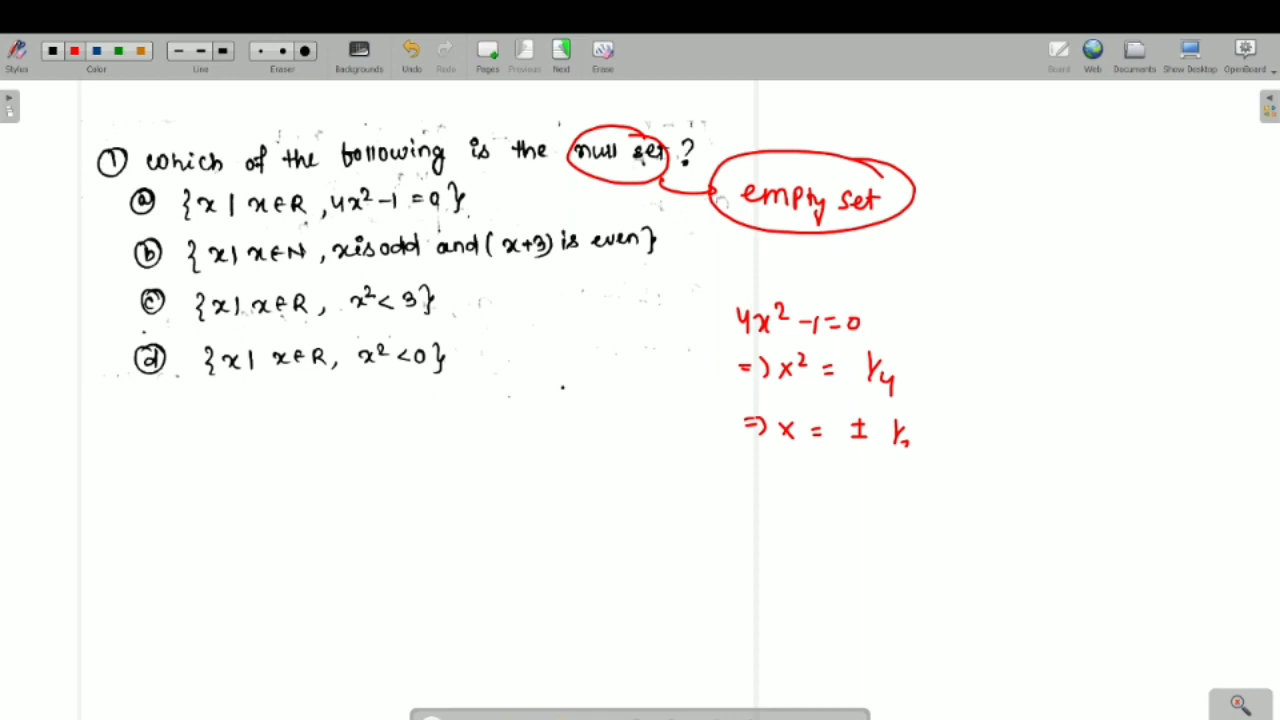 Stylus Color Line Eraser Backgrounds Undo Redo Pages Previous Next Erase Board Web Documents Show Desktop OpenBoard
① Which of the following is the null set?
empty set
ⓐ {x | x∈R, 4x²-1=0}
ⓑ {x | x∈N, x is odd and (x+3) is even}
ⓒ {x | x∈R, x²<3}
ⓓ {x | x∈R, x²<0}
4x²-1=0
=> x² = 1/4
=> x = ± 1/2